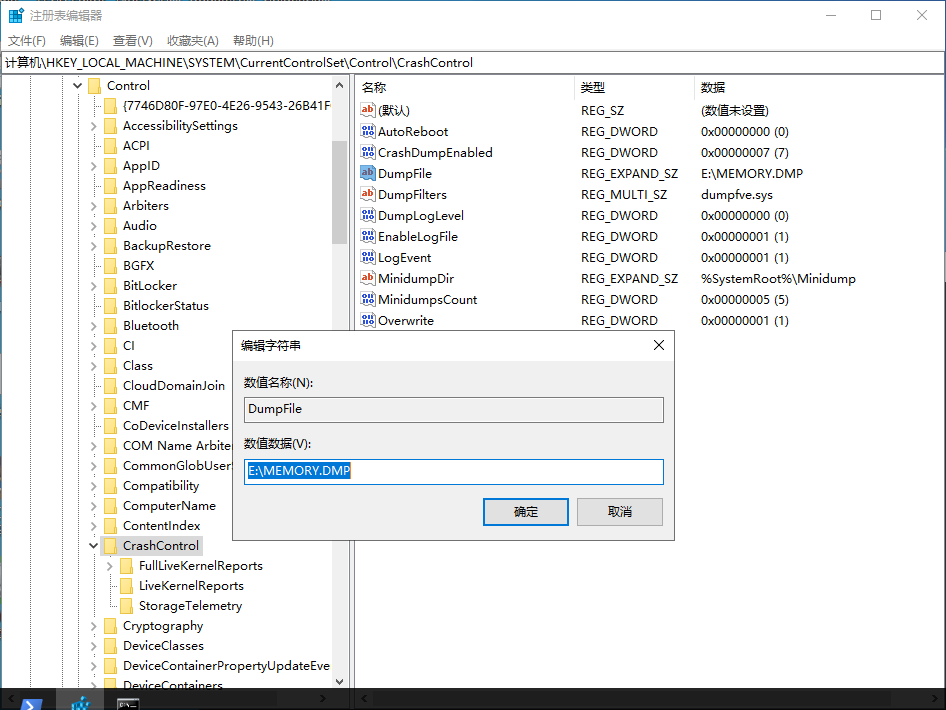 注册表编辑器
文件(F) 编辑(E) 查看(V) 收藏夹(A) 帮助(H)
计算机\HKEY_LOCAL_MACHINE\SYSTEM\CurrentControlSet\Control\CrashControl
Control
{7746D80F-97E0-4E26-9543-26B41F
AccessibilitySettings
ACPI
AppID
AppReadiness
Arbiters
Audio
BackupRestore
BGFX
BitLocker
BitlockerStatus
Bluetooth
CI
Class
CloudDomainJoin
CMF
CoDeviceInstallers
COM Name Arbite
CommonGlobUser
Compatibility
ComputerName
ContentIndex
CrashControl
FullLiveKernelReports
LiveKernelReports
StorageTelemetry
Cryptography
DeviceClasses
DeviceContainerPropertyUpdateEve
DeviceContainers
名称 类型 数据
(默认) REG_SZ (数值未设置)
AutoReboot REG_DWORD 0x00000000 (0)
CrashDumpEnabled REG_DWORD 0x00000007 (7)
DumpFile REG_EXPAND_SZ E:\MEMORY.DMP
DumpFilters REG_MULTI_SZ dumpfve.sys
DumpLogLevel REG_DWORD 0x00000000 (0)
EnableLogFile REG_DWORD 0x00000001 (1)
LogEvent REG_DWORD 0x00000001 (1)
MinidumpDir REG_EXPAND_SZ %SystemRoot%\Minidump
MinidumpsCount REG_DWORD 0x00000005 (5)
Overwrite REG_DWORD 0x00000001 (1)
编辑字符串
数值名称(N):
DumpFile
数值数据(V):
E:\MEMORY.DMP
确定 取消